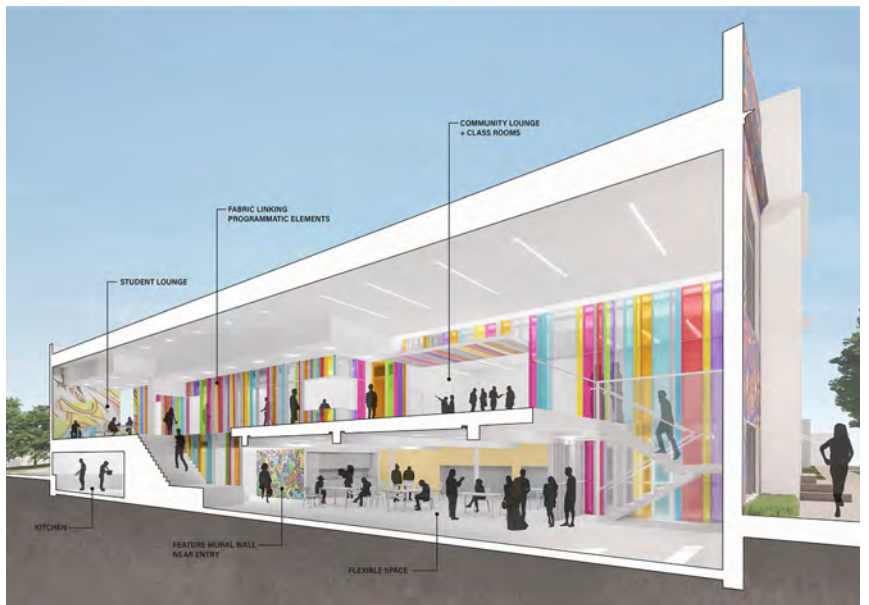 COMMUNITY LOUNGE
+ CLASS ROOMS
FABRIC LINKING
PROGRAMMATIC ELEMENTS
STUDENT LOUNGE
KITCHEN
FEATURE MURAL WALL
NEAR ENTRY
FLEXIBLE SPACE